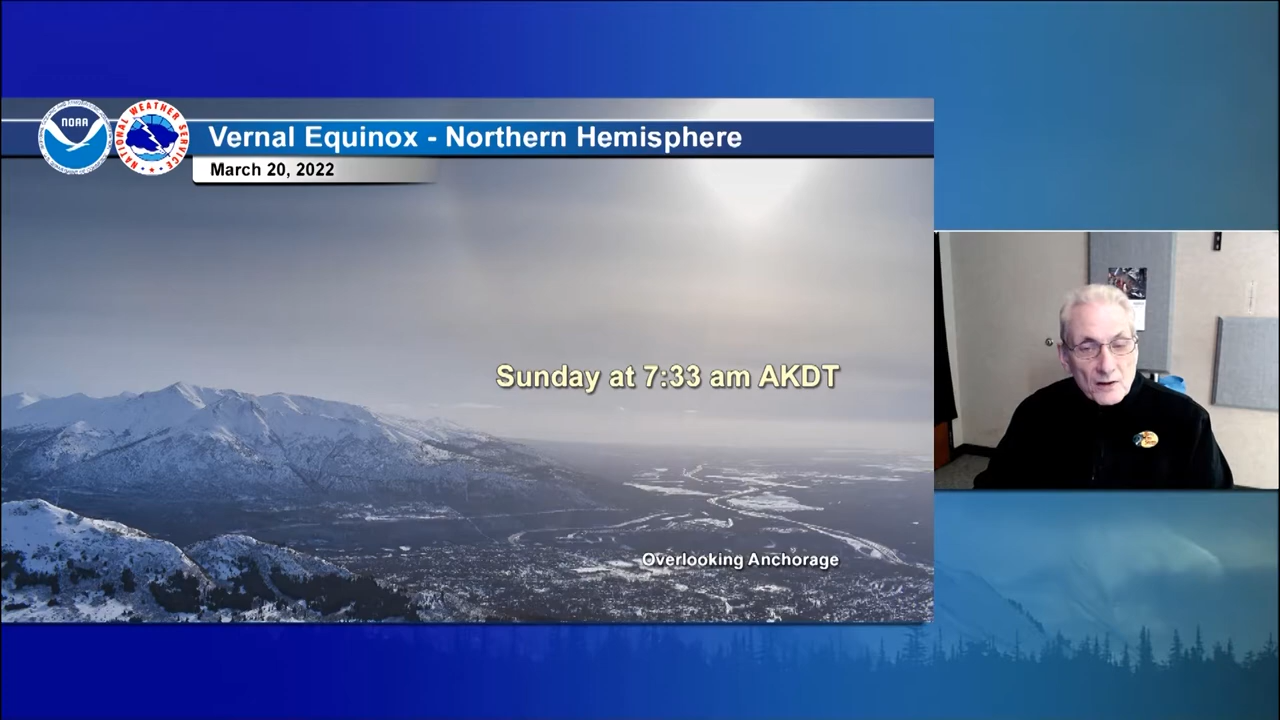 NOAA
NATIONAL WEATHER SERVICE
Vernal Equinox - Northern Hemisphere
March 20, 2022
Sunday at 7:33 am AKDT
Overlooking Anchorage